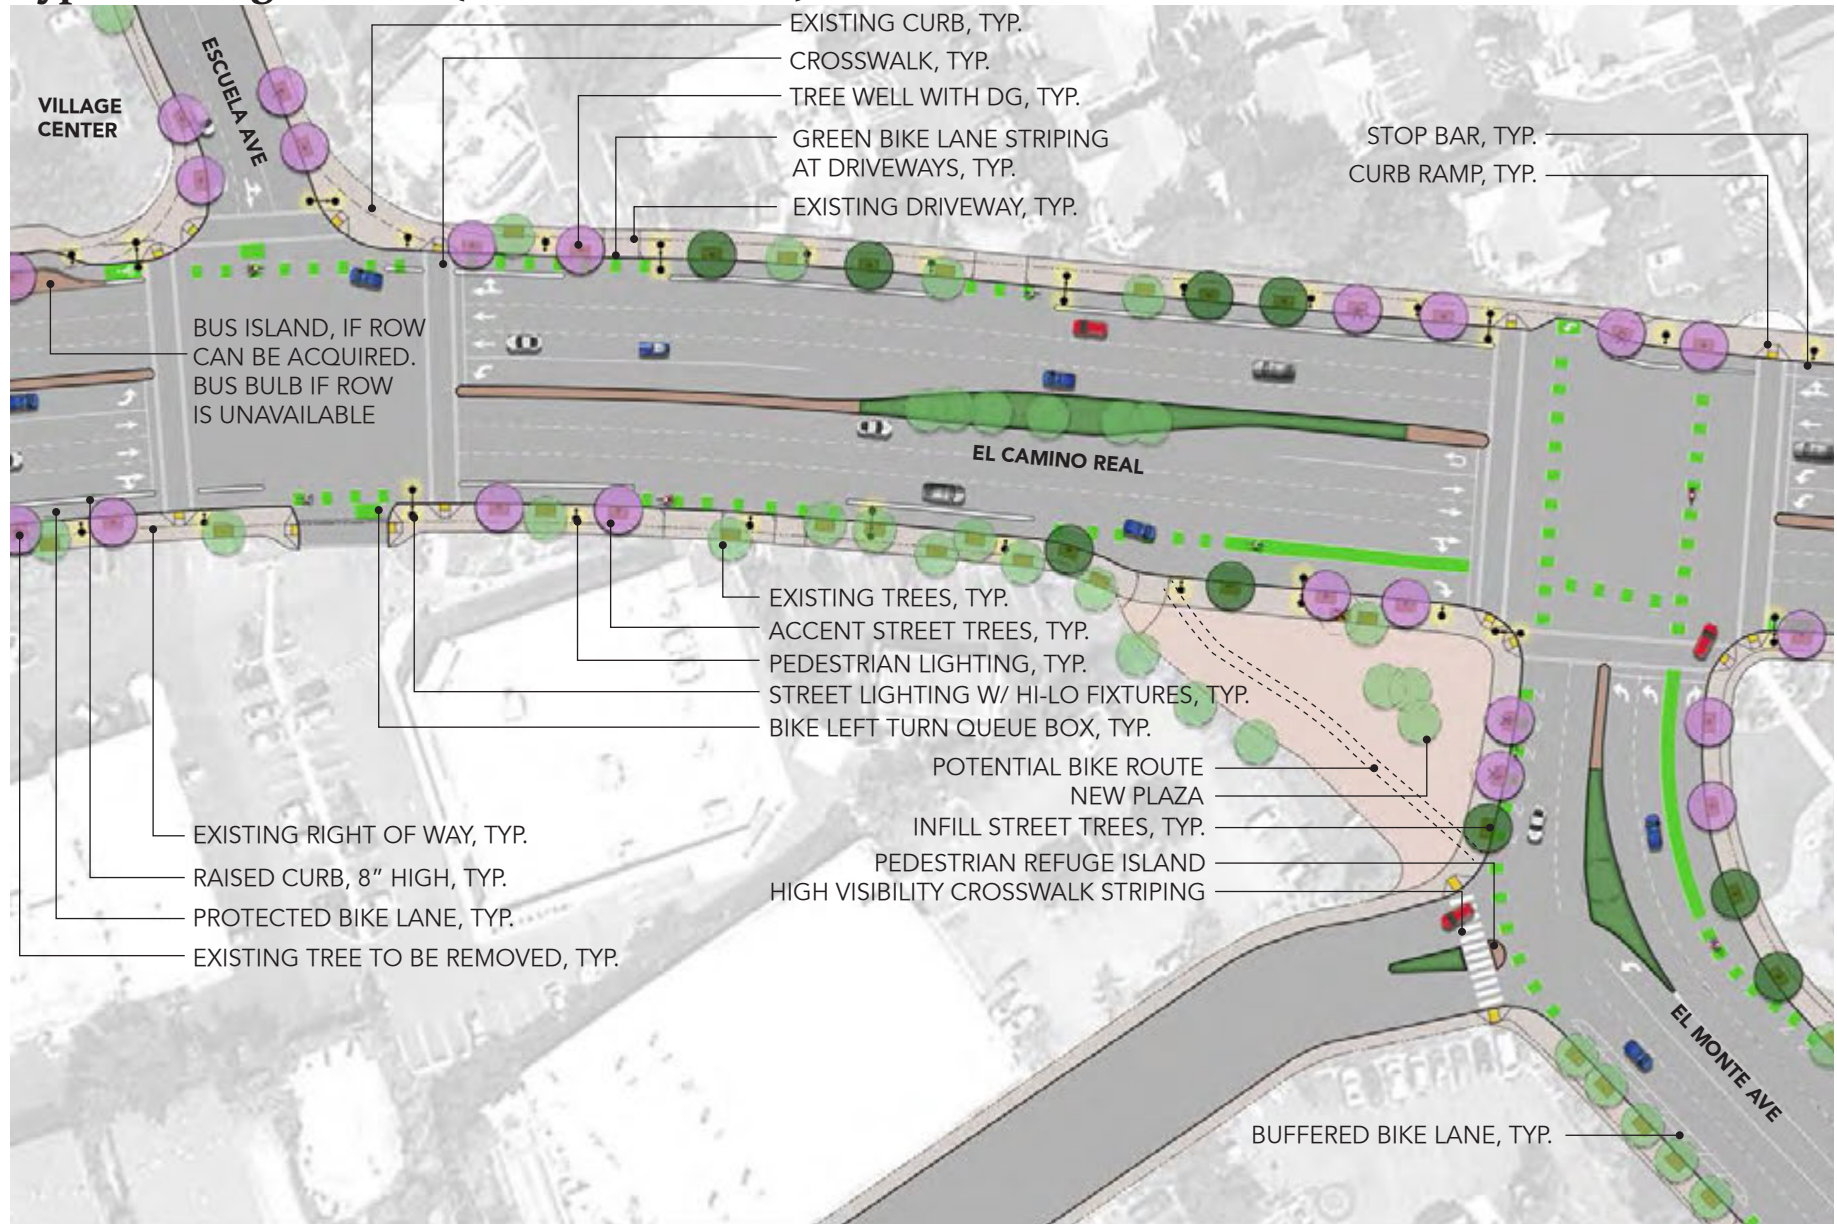 EXISTING CURB, TYP.
CROSSWALK, TYP.
TREE WELL WITH DG, TYP.
GREEN BIKE LANE STRIPING
AT DRIVEWAYS, TYP.
EXISTING DRIVEWAY, TYP.
STOP BAR, TYP.
CURB RAMP, TYP.
VILLAGE
CENTER
ESCUELA AVE
BUS ISLAND, IF ROW
CAN BE ACQUIRED.
BUS BULB IF ROW
IS UNAVAILABLE
EL CAMINO REAL
EXISTING TREES, TYP.
ACCENT STREET TREES, TYP.
PEDESTRIAN LIGHTING, TYP.
STREET LIGHTING W/ HI-LO FIXTURES, TYP.
BIKE LEFT TURN QUEUE BOX, TYP.
POTENTIAL BIKE ROUTE
NEW PLAZA
INFILL STREET TREES, TYP.
PEDESTRIAN REFUGE ISLAND
HIGH VISIBILITY CROSSWALK STRIPING
EXISTING RIGHT OF WAY, TYP.
RAISED CURB, 8” HIGH, TYP.
PROTECTED BIKE LANE, TYP.
EXISTING TREE TO BE REMOVED, TYP.
EL MONTE AVE
BUFFERED BIKE LANE, TYP.